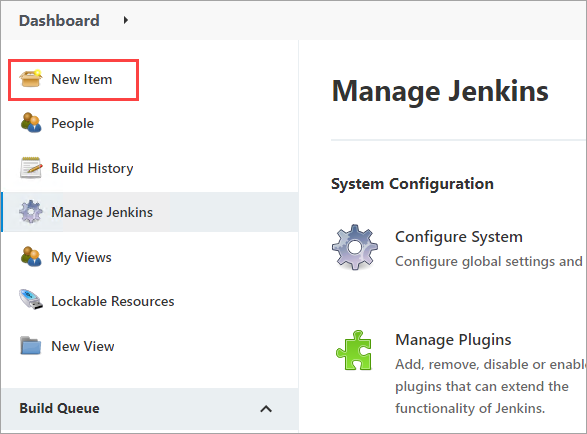 Dashboard
New Item
People
Build History
Manage Jenkins
My Views
Lockable Resources
New View
Build Queue
Manage Jenkins
System Configuration
Configure System
Configure global settings and
Manage Plugins
Add, remove, disable or enable
plugins that can extend the
functionality of Jenkins.